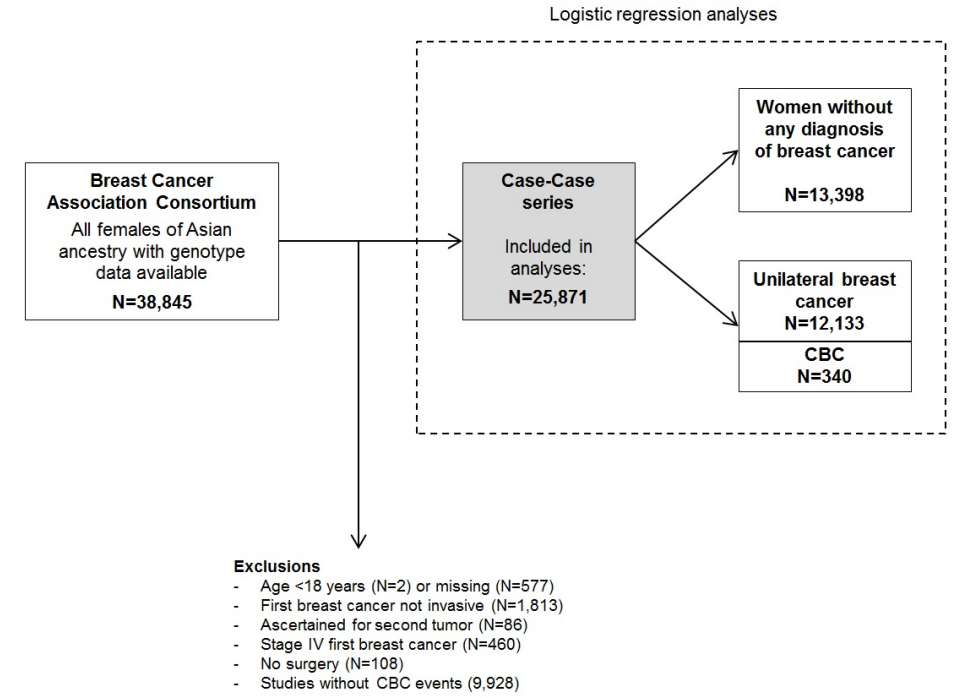 Logistic regression analyses
Breast Cancer
Association Consortium
All females of Asian
ancestry with genotype
data available
N=38,845
Case-Case
series
Included in
analyses:
N=25,871
Women without
any diagnosis
of breast cancer
N=13,398
Unilateral breast
cancer
N=12,133
CBC
N=340
Exclusions
- Age <18 years (N=2) or missing (N=577)
- First breast cancer not invasive (N=1,813)
- Ascertained for second tumor (N=86)
- Stage IV first breast cancer (N=460)
- No surgery (N=108)
- Studies without CBC events (9,928)